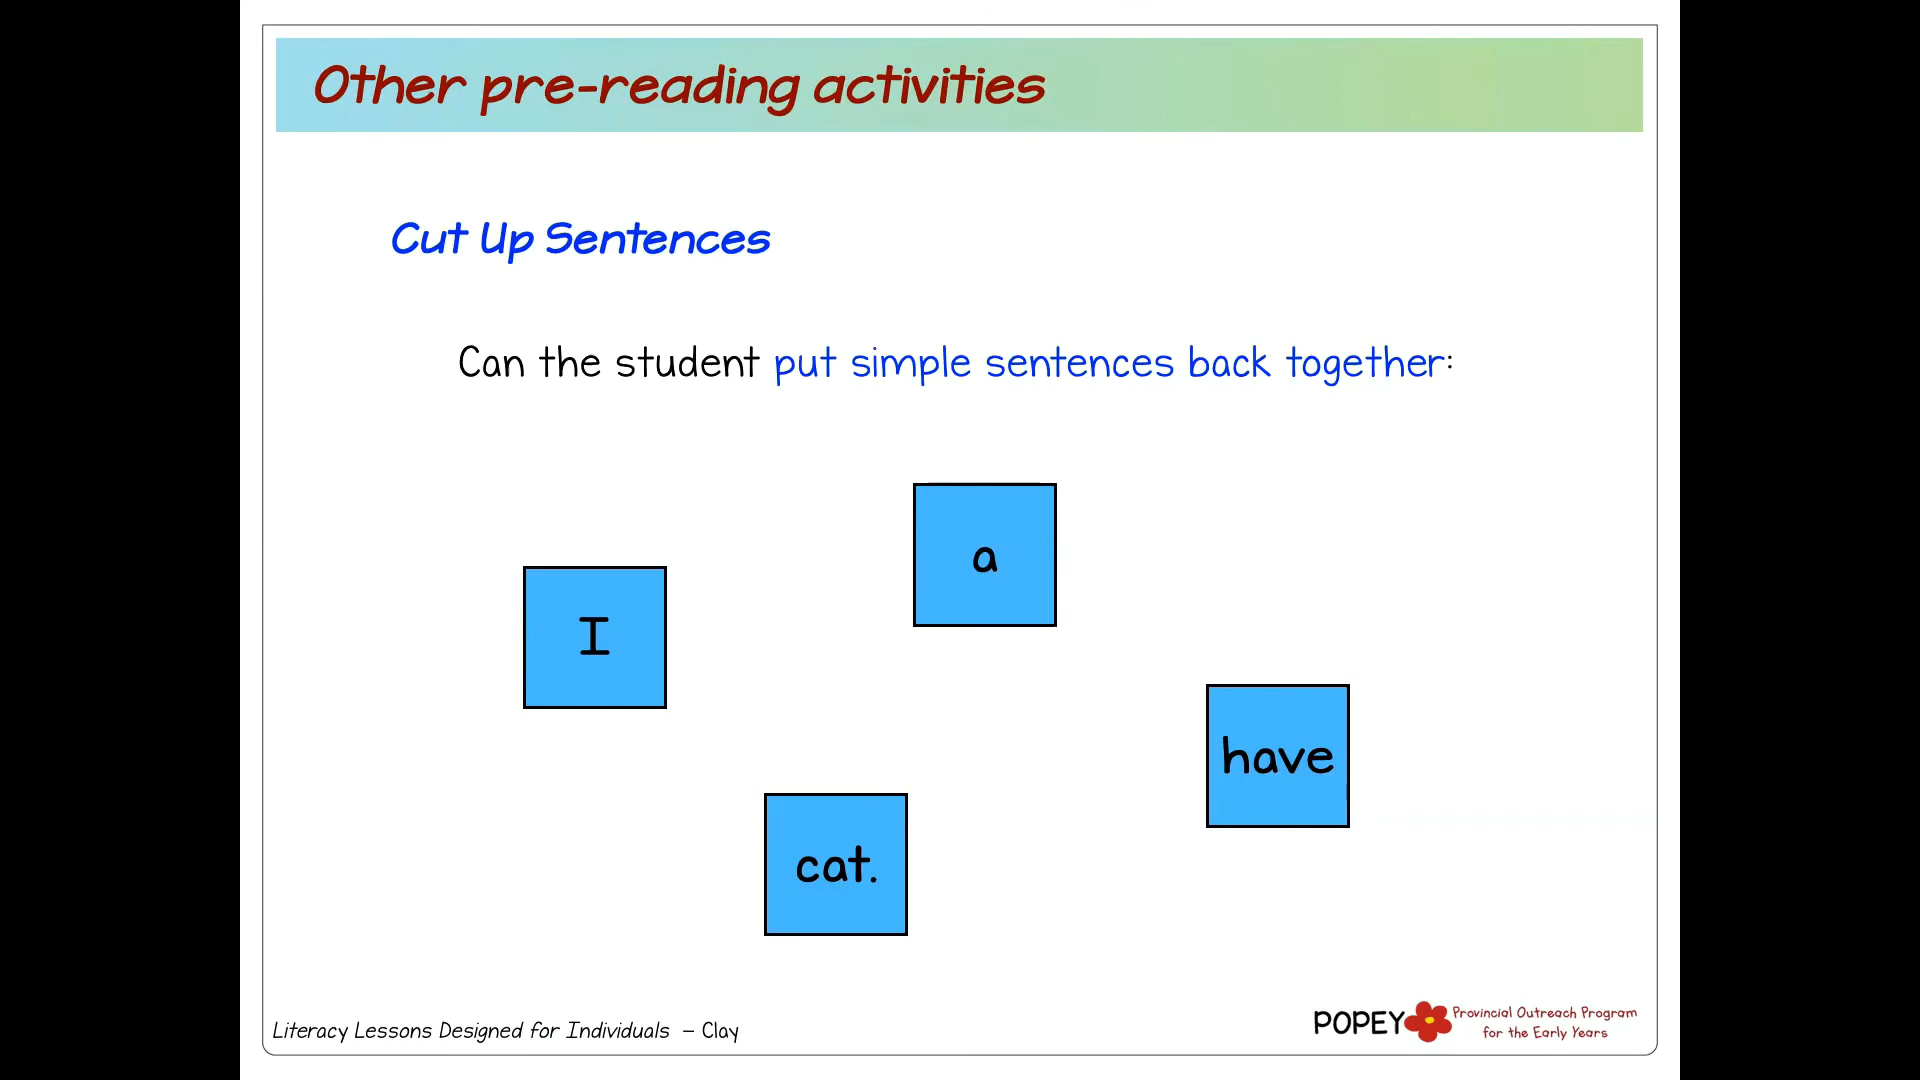 Other pre-reading activities
Cut Up Sentences
Can the student put simple sentences back together:
a
I
have
cat.
Literacy Lessons Designed for Individuals – Clay
POPEY
Provincial Outreach Program
for the Early Years